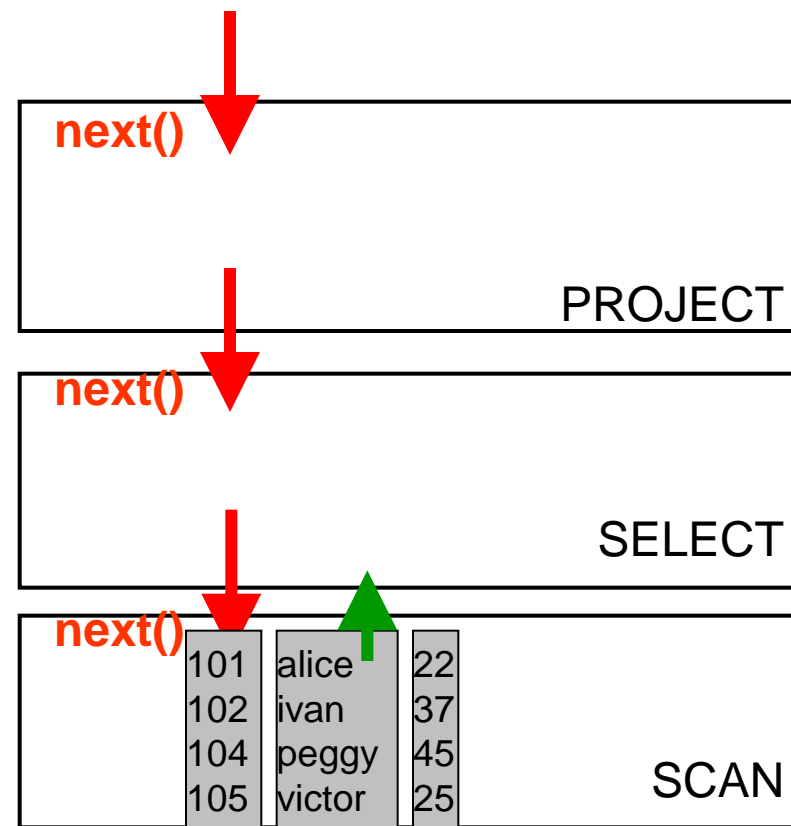 next()
PROJECT
next()
SELECT
next()
101 alice 22
102 ivan 37
104 peggy 45
105 victor 25
SCAN